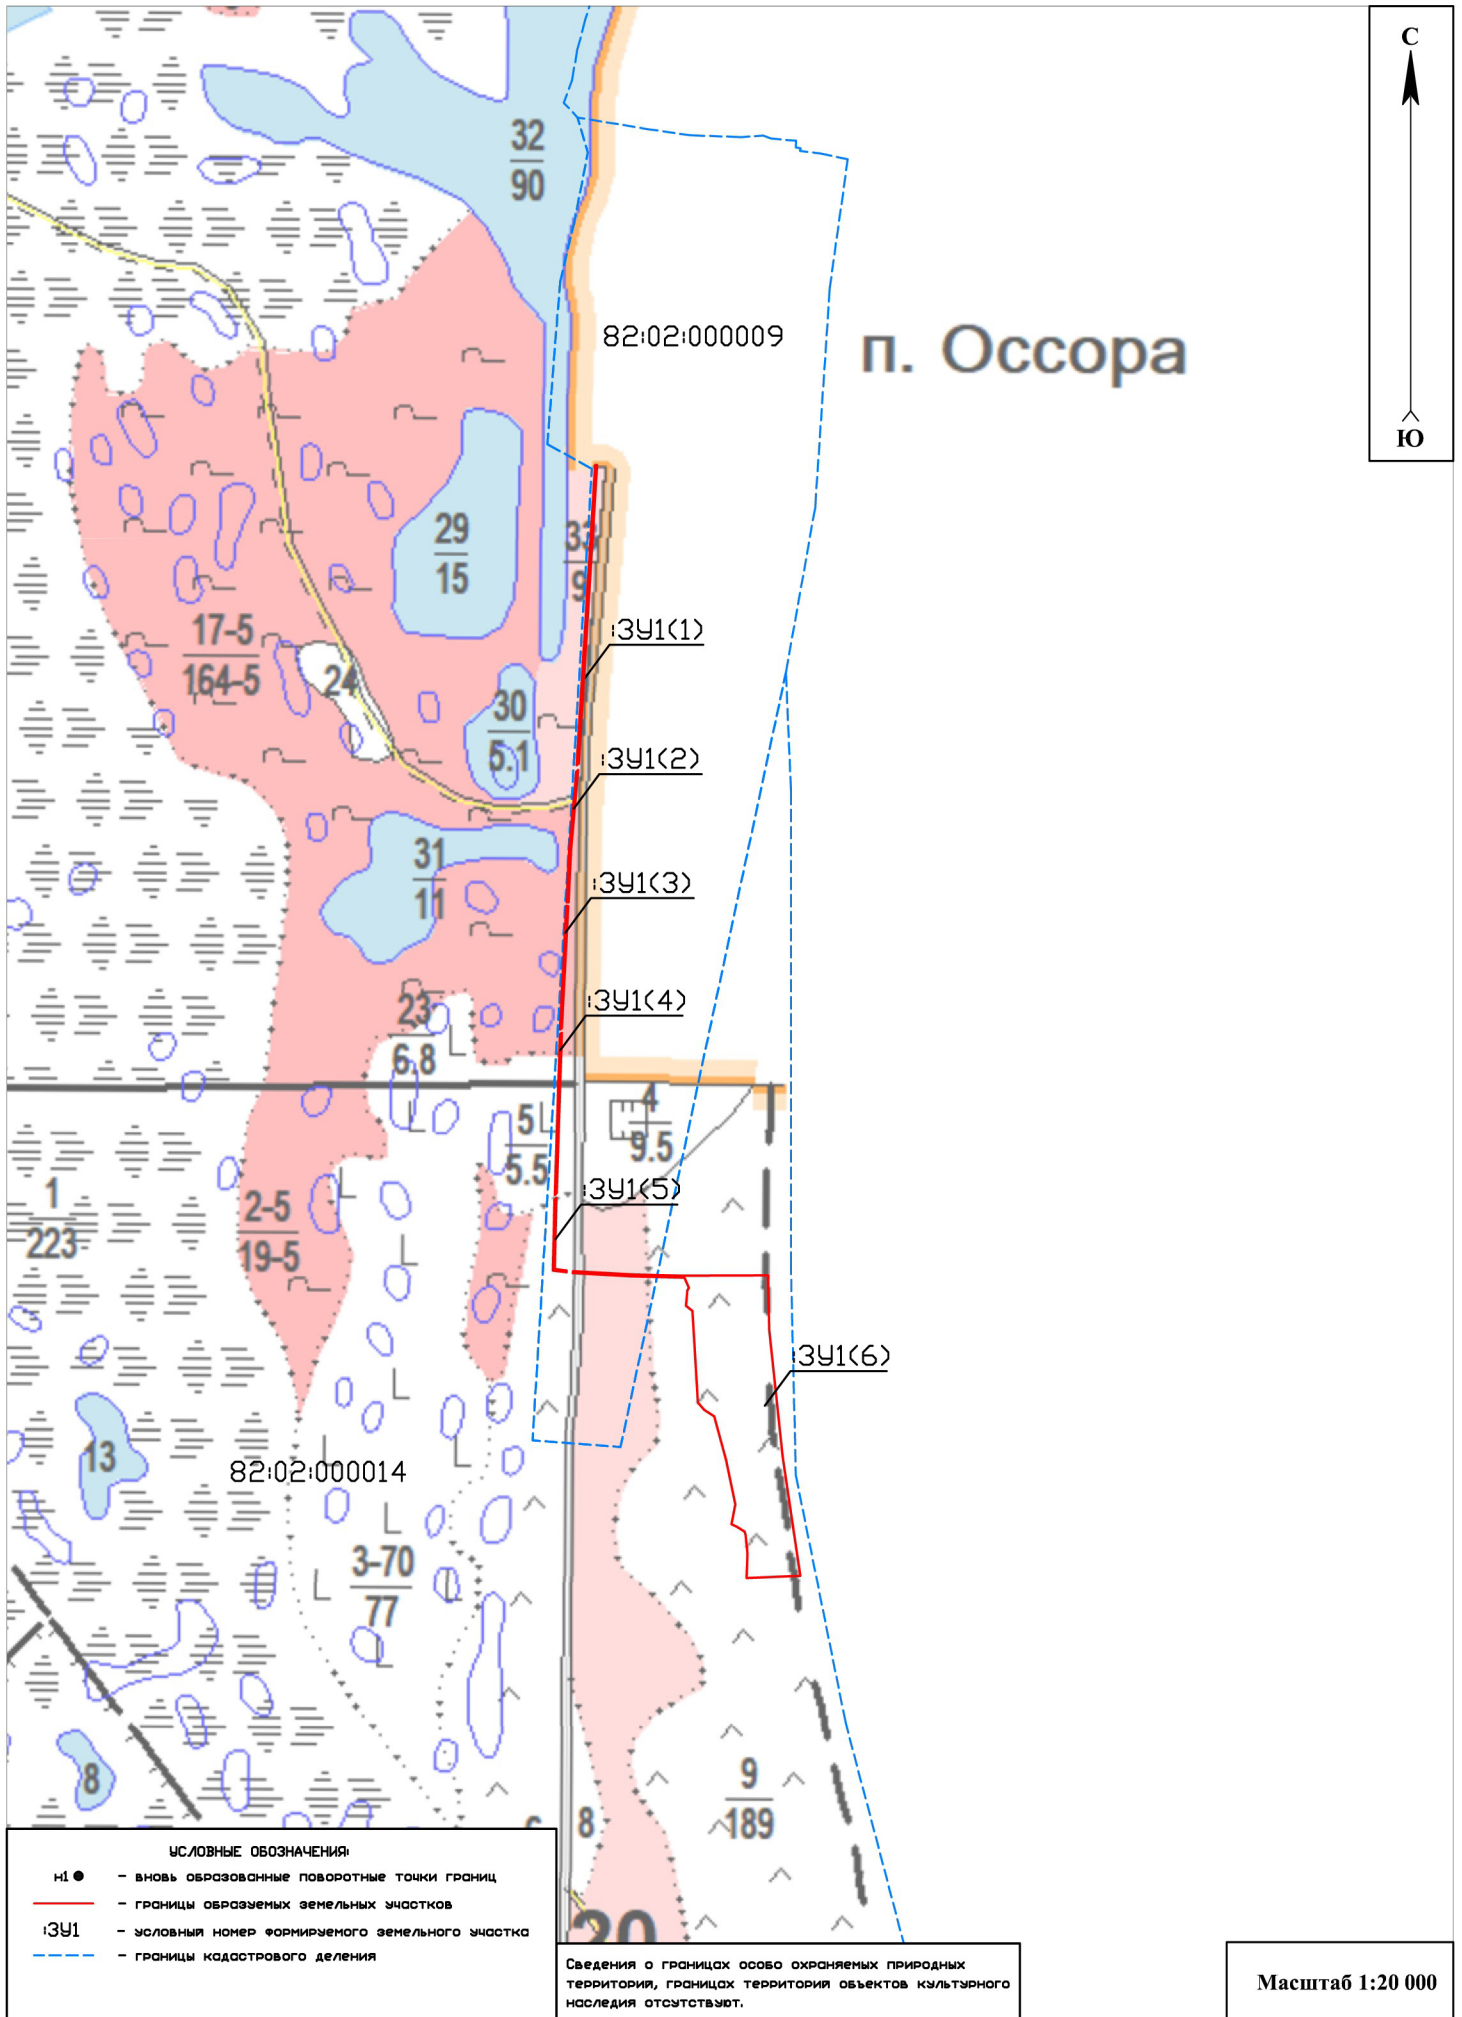 С
Ю
32
90
82:02:000009
п. Оссора
29
15
33
9
:ЗУ1(1)
17-5
164-5
24
30
5.1
:ЗУ1(2)
31
11
:ЗУ1(3)
:ЗУ1(4)
23
6.8
4
9.5
5
5.5
:ЗУ1(5)
1
223
2-5
19-5
:ЗУ1(6)
13
82:02:000014
3-70
77
8
9
189
8
20
УСЛОВНЫЕ ОБОЗНАЧЕНИЯ:
н1 ● - вновь образованные поворотные точки границ
- границы образуемых земельных участков
:ЗУ1 - условный номер формируемого земельного участка
- границы кадастрового деления
Сведения о границах особо охраняемых природных
территорий, границах территорий объектов культурного
наследия отсутствуют.
Масштаб 1:20 000